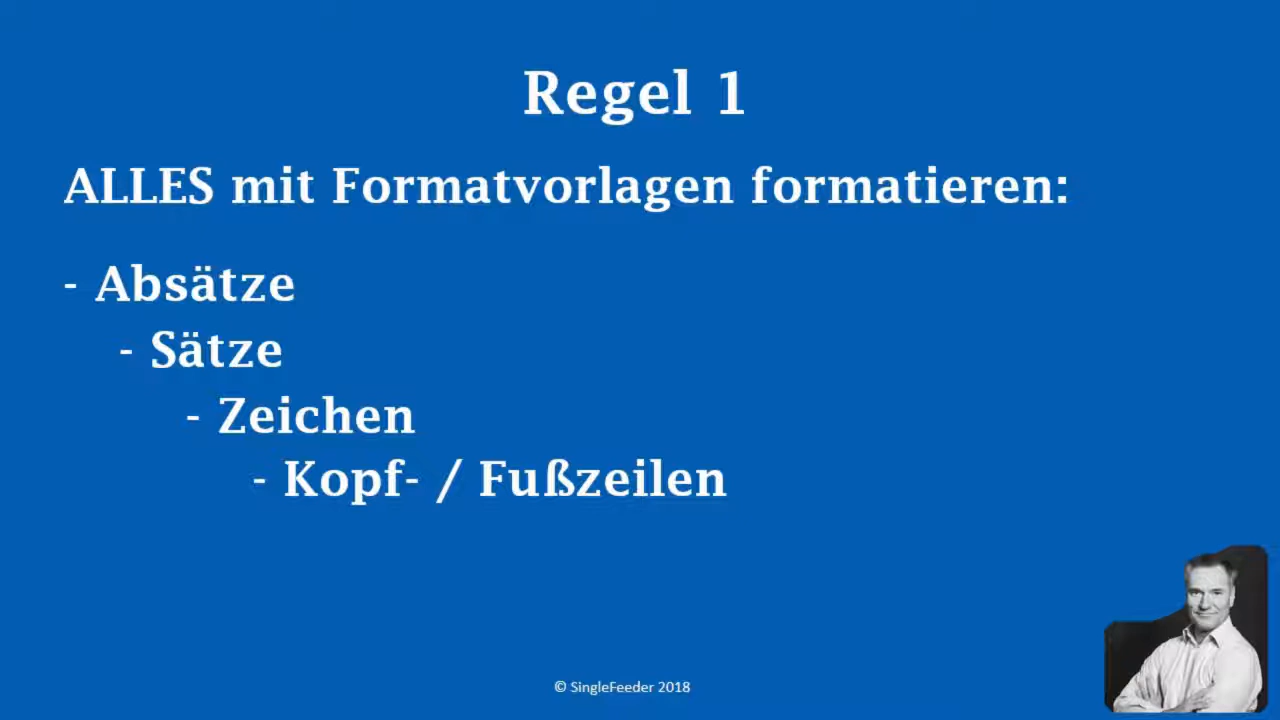 Regel 1
ALLES mit Formatvorlagen formatieren:
- Absätze
- Sätze
- Zeichen
- Kopf- / Fußzeilen
© SingleFeeder 2018